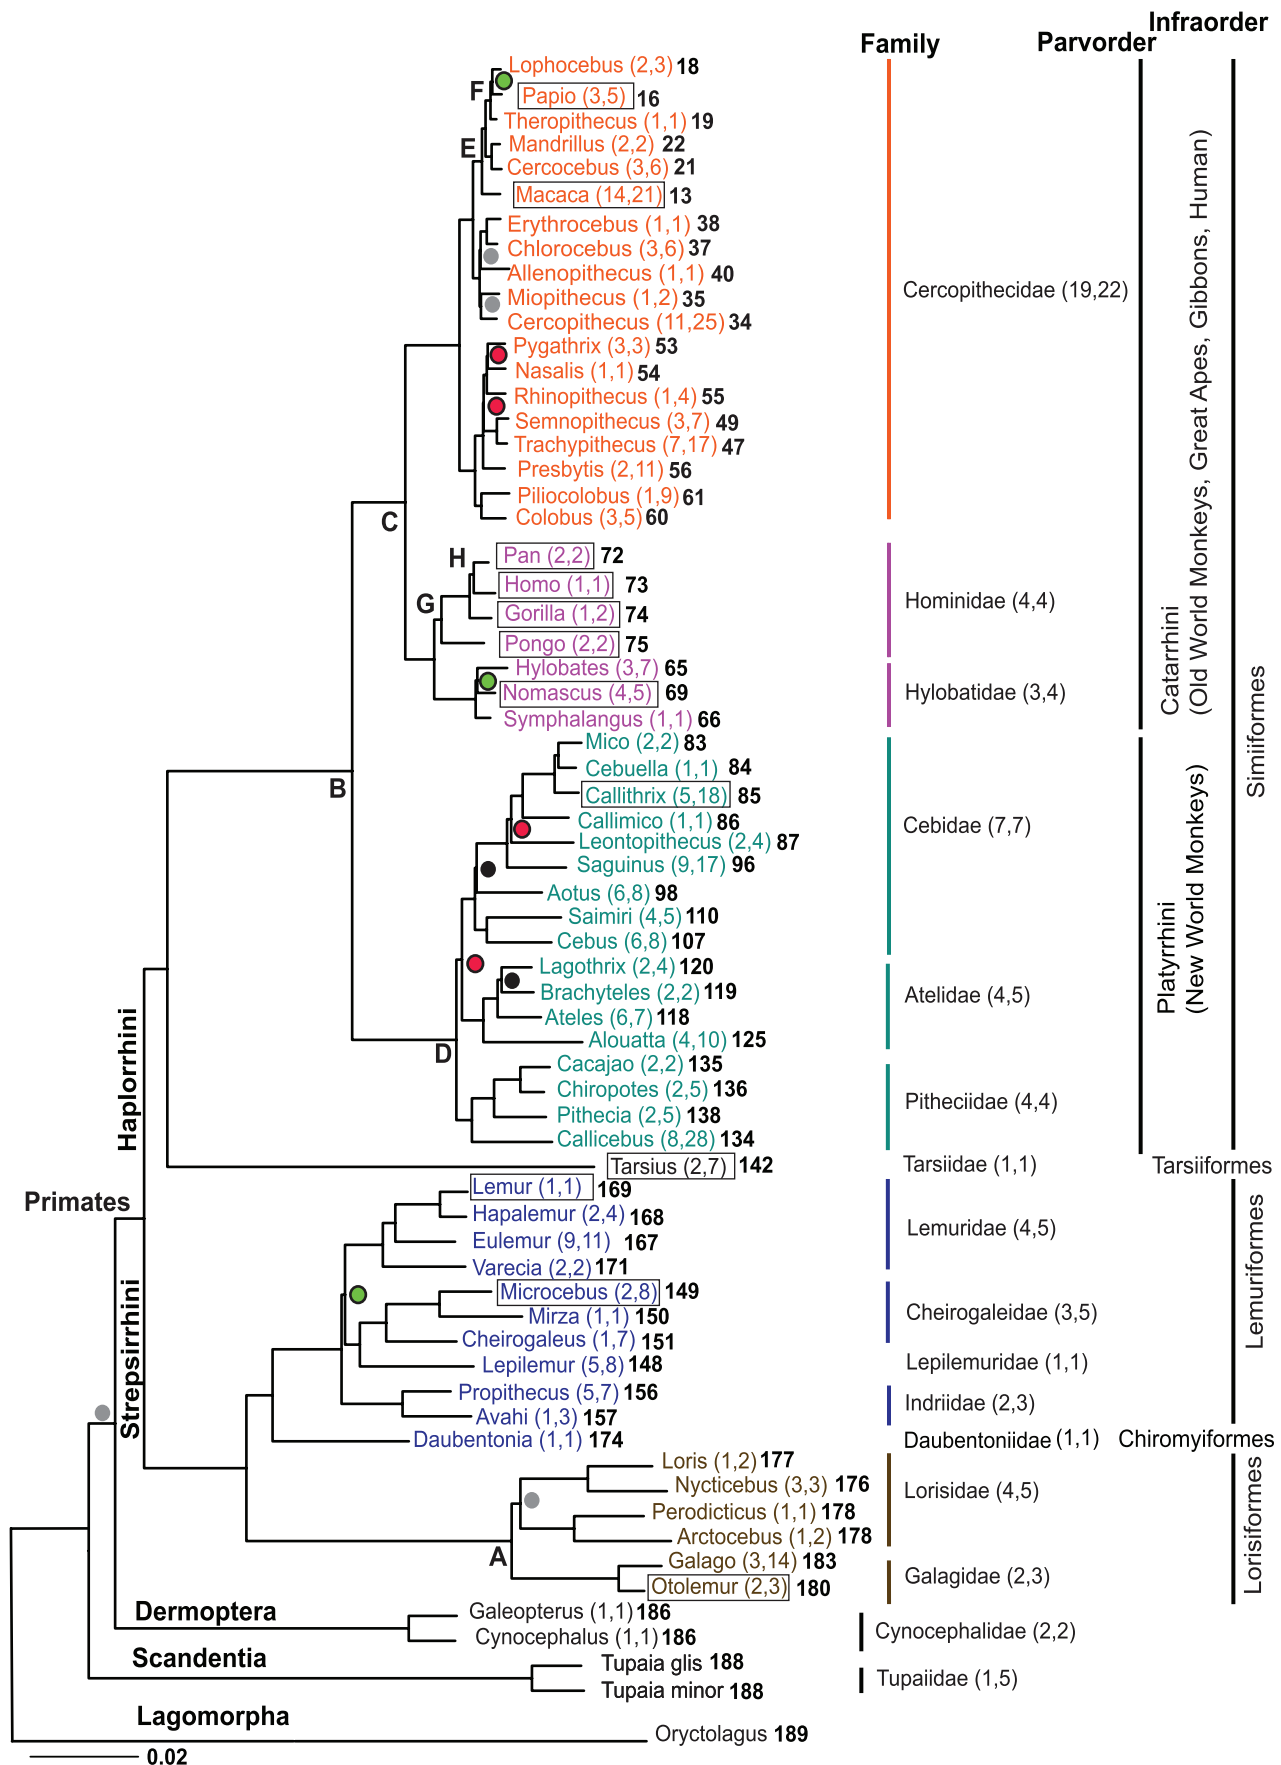 Infraorder
Family
Parvorder
Lophocebus (2,3) 18
F
Papio (3,5) 16
Theropithecus (1,1) 19
Mandrillus (2,2) 22
E
Cercocebus (3,6) 21
Macaca (14,21) 13
Erythrocebus (1,1) 38
Chlorocebus (3,6) 37
Allenopithecus (1,1) 40
Cercopithecidae (19,22)
Miopithecus (1,2) 35
Cercopithecus (11,25) 34
Pygathrix (3,3) 53
Nasalis (1,1) 54
Rhinopithecus (1,4) 55
Semnopithecus (3,7) 49
Trachypithecus (7,17) 47
Presbytis (2,11) 56
Piliocolobus (1,9) 61
Colobus (3,5) 60
C
H
Pan (2,2) 72
Homo (1,1) 73
Hominidae (4,4)
G
Gorilla (1,2) 74
Pongo (2,2) 75
Hylobates (3,7) 65
Nomascus (4,5) 69
Hylobatidae (3,4)
Symphalangus (1,1) 66
Catarrhini
(Old World Monkeys, Great Apes, Gibbons, Human)
Simiiformes
Mico (2,2) 83
Cebuella (1,1) 84
B
Callithrix (5,18) 85
Callimico (1,1) 86
Cebidae (7,7)
Leontopithecus (2,4) 87
Saguinus (9,17) 96
Aotus (6,8) 98
Saimiri (4,5) 110
Cebus (6,8) 107
Platyrrhini
(New World Monkeys)
Lagothrix (2,4) 120
Brachyteles (2,2) 119
Atelidae (4,5)
Ateles (6,7) 118
Alouatta (4,10) 125
D
Cacajao (2,2) 135
Chiropotes (2,5) 136
Pitheciidae (4,4)
Pithecia (2,5) 138
Callicebus (8,28) 134
Haplorrhini
Tarsius (2,7) 142
Tarsiidae (1,1)
Tarsiiformes
Primates
Lemur (1,1) 169
Hapalemur (2,4) 168
Lemuridae (4,5)
Eulemur (9,11) 167
Varecia (2,2) 171
Lemuriformes
Microcebus (2,8) 149
Mirza (1,1) 150
Cheirogaleidae (3,5)
Cheirogaleus (1,7) 151
Lepilemur (5,8) 148
Lepilemuridae (1,1)
Strepsirrhini
Propithecus (5,7) 156
Indriidae (2,3)
Avahi (1,3) 157
Daubentonia (1,1) 174
Daubentoniidae (1,1)
Chiromyiformes
Loris (1,2) 177
Nycticebus (3,3) 176
Lorisidae (4,5)
Perodicticus (1,1) 178
Arctocebus (1,2) 178
Lorisiformes
A
Galago (3,14) 183
Galagidae (2,3)
Otolemur (2,3) 180
Dermoptera
Galeopterus (1,1) 186
Cynocephalidae (2,2)
Cynocephalus (1,1) 186
Scandentia
Tupaia glis 188
Tupaiidae (1,5)
Tupaia minor 188
Lagomorpha
Oryctolagus 189
0.02